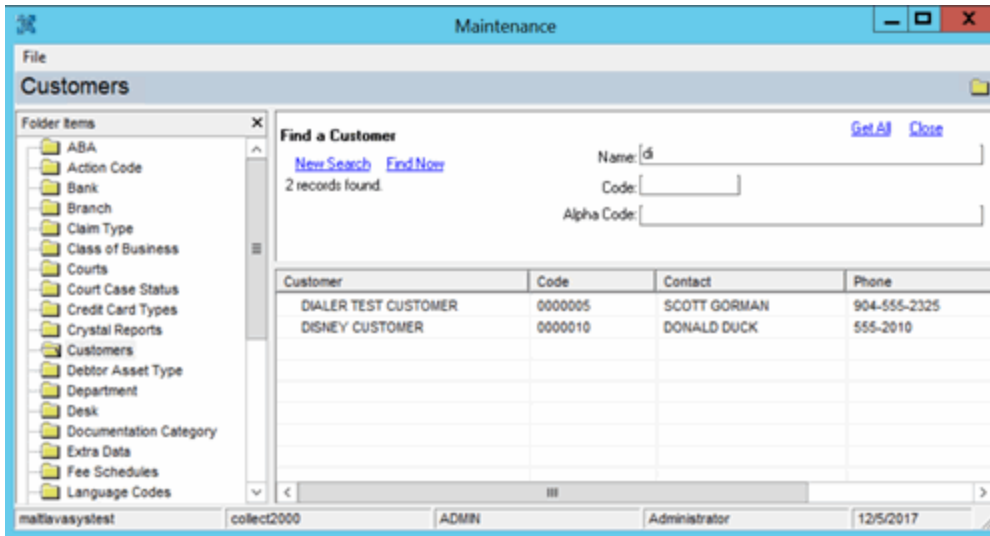 Maintenance
File
Customers
Folder Items
ABA
Action Code
Bank
Branch
Claim Type
Class of Business
Courts
Court Case Status
Credit Card Types
Crystal Reports
Customers
Debtor Asset Type
Department
Desk
Documentation Category
Extra Data
Fee Schedules
Language Codes
Get All Close
Find a Customer
New Search Find Now
2 records found.
Name: di
Code:
Alpha Code:
Customer Code Contact Phone
DIALER TEST CUSTOMER 0000005 SCOTT GORMAN 904-555-2325
DISNEY CUSTOMER 0000010 DONALD DUCK 555-2010
collect2000 ADMIN Administrator 12/5/2017